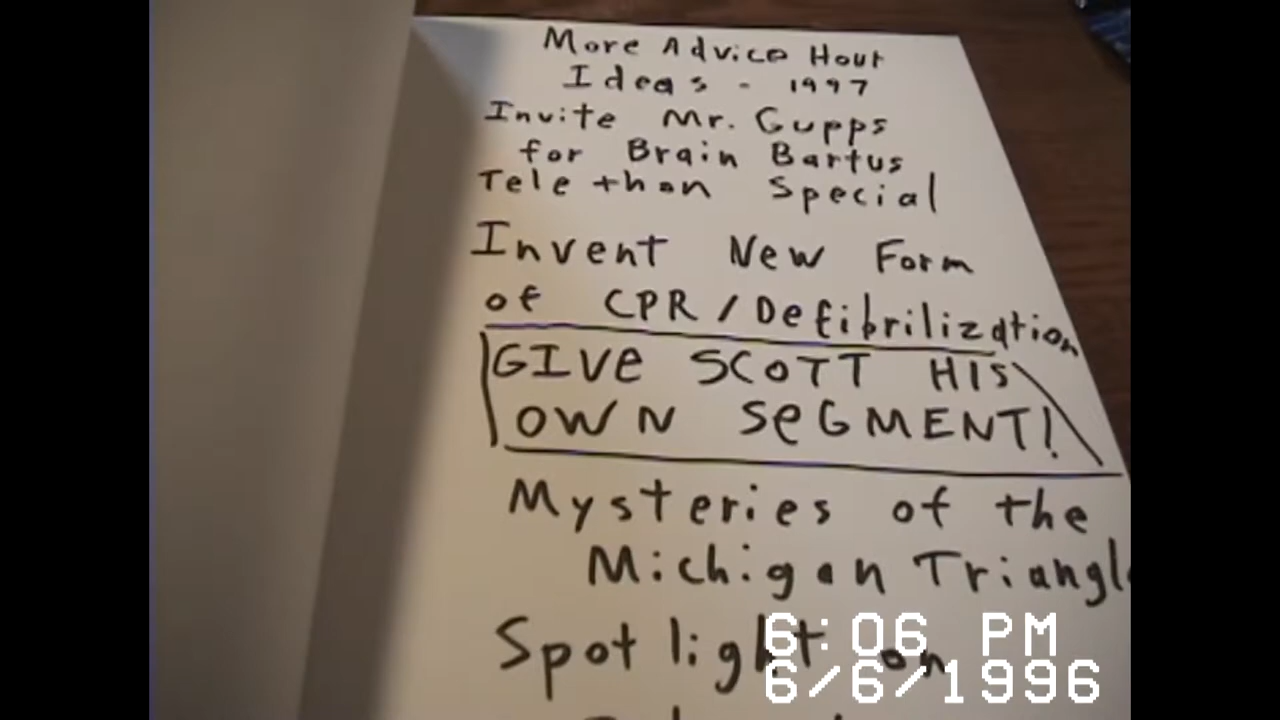 More Advice Hour
Ideas - 1997
Invite Mr. Gupps
for Brain Bartus
Telethon Special
Invent New Form
of CPR/Defibrilization
GIVE SCOTT HIS
OWN SEGMENT!
Mysteries of the
Michigan Triangle
Spotlight on
6:06 PM
6/6/1996